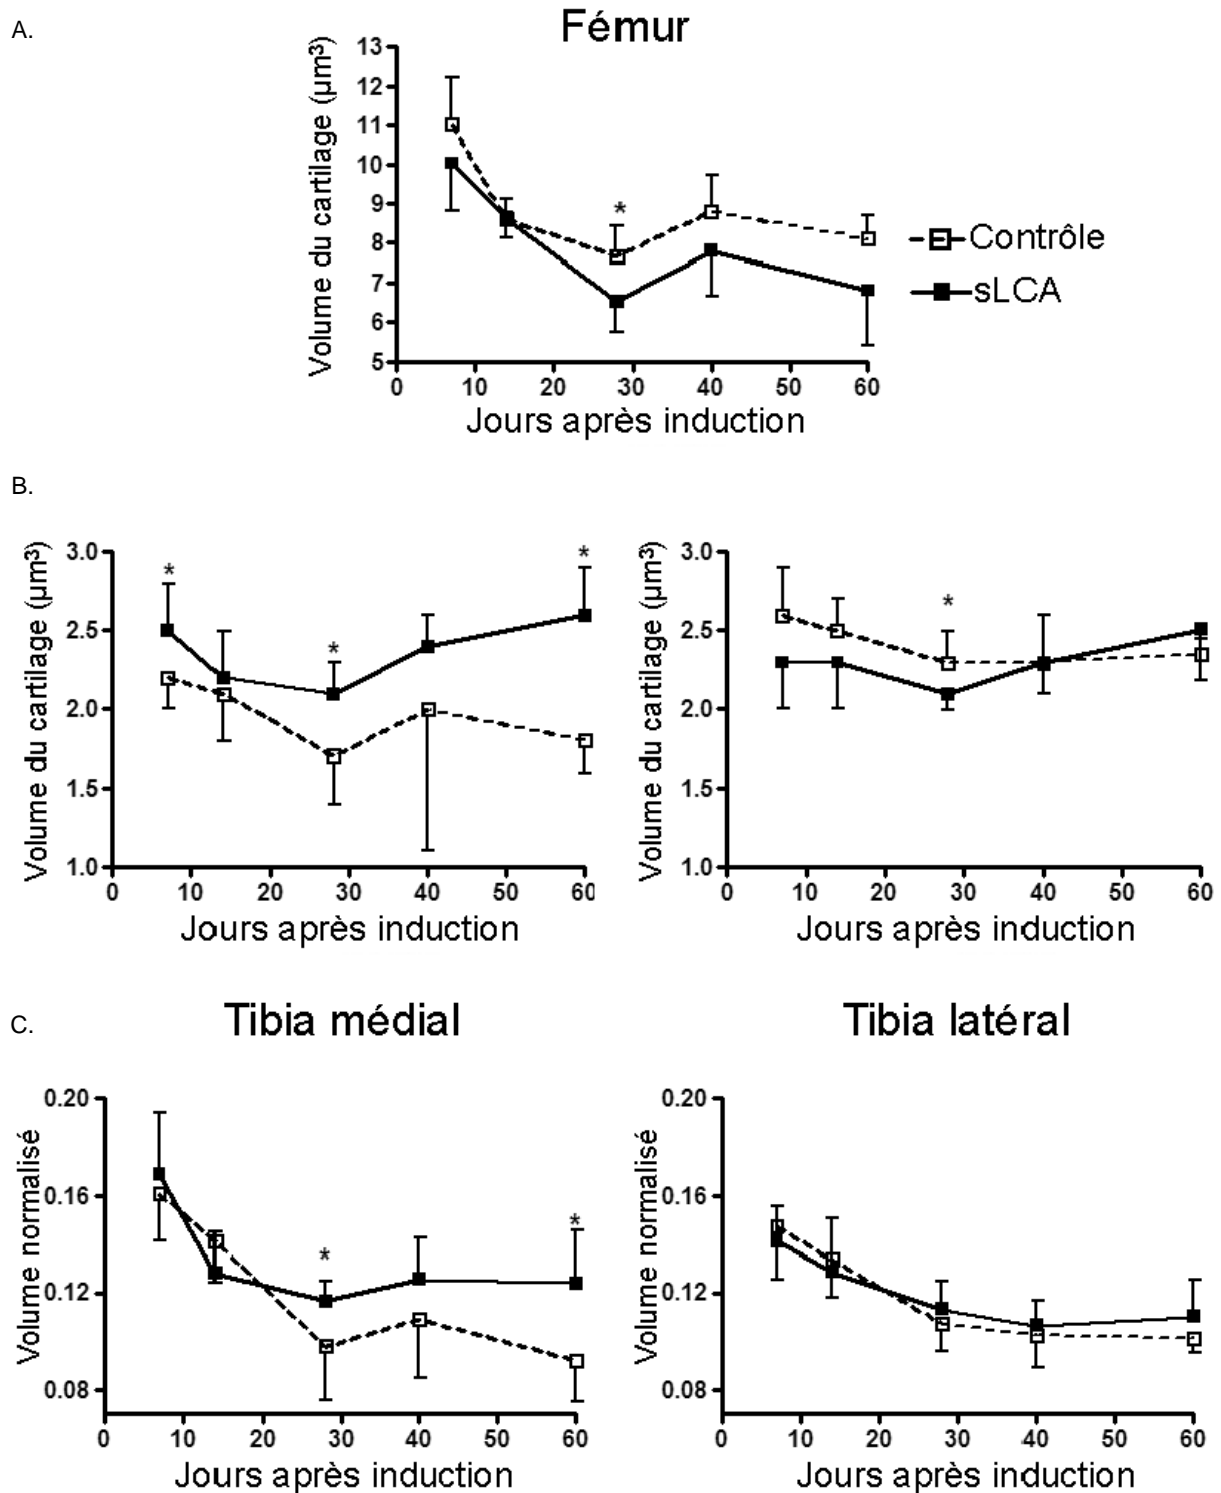 A.
Fémur
Volume du cartilage (µm³)
13
12
11
10
9
8
7
6
5
*
0 10 20 30 40 50 60
Jours après induction
Contrôle
sLCA
B.
Volume du cartilage (µm³)
3.0
2.5
2.0
1.5
1.0
* * *
0 10 20 30 40 50 60
Jours après induction
Volume du cartilage (µm³)
3.0
2.5
2.0
1.5
1.0
*
0 10 20 30 40 50 60
Jours après induction
C.
Tibia médial
Volume normalisé
0.20
0.16
0.12
0.08
* *
0 10 20 30 40 50 60
Jours après induction
Tibia latéral
Volume normalisé
0.20
0.16
0.12
0.08
0 10 20 30 40 50 60
Jours après induction